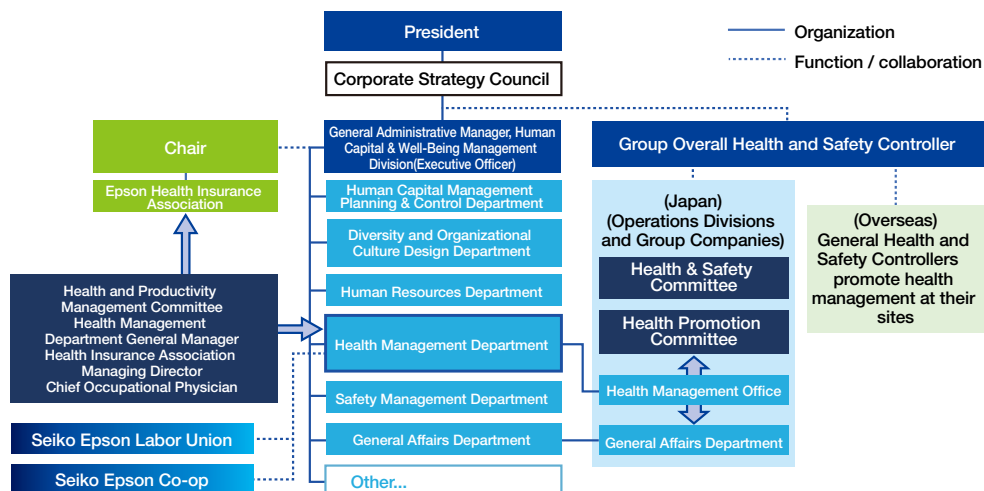 President
Organization
Function / collaboration
Corporate Strategy Council
General Administrative Manager, Human
Capital & Well-Being Management
Division(Executive Officer)
Chair
Group Overall Health and Safety Controller
Epson Health Insurance
Association
Human Capital Management
Planning & Control Department
Diversity and Organizational
Culture Design Department
Human Resources Department
Health Management Department
Safety Management Department
General Affairs Department
Other...
Health and Productivity
Management Committee
Health Management
Department General Manager
Health Insurance Association
Managing Director
Chief Occupational Physician
Seiko Epson Labor Union
Seiko Epson Co-op
(Japan)
(Operations Divisions
and Group Companies)
Health & Safety
Committee
Health Promotion
Committee
Health Management Office
General Affairs Department
(Overseas)
General Health and
Safety Controllers
promote health
management at their
sites